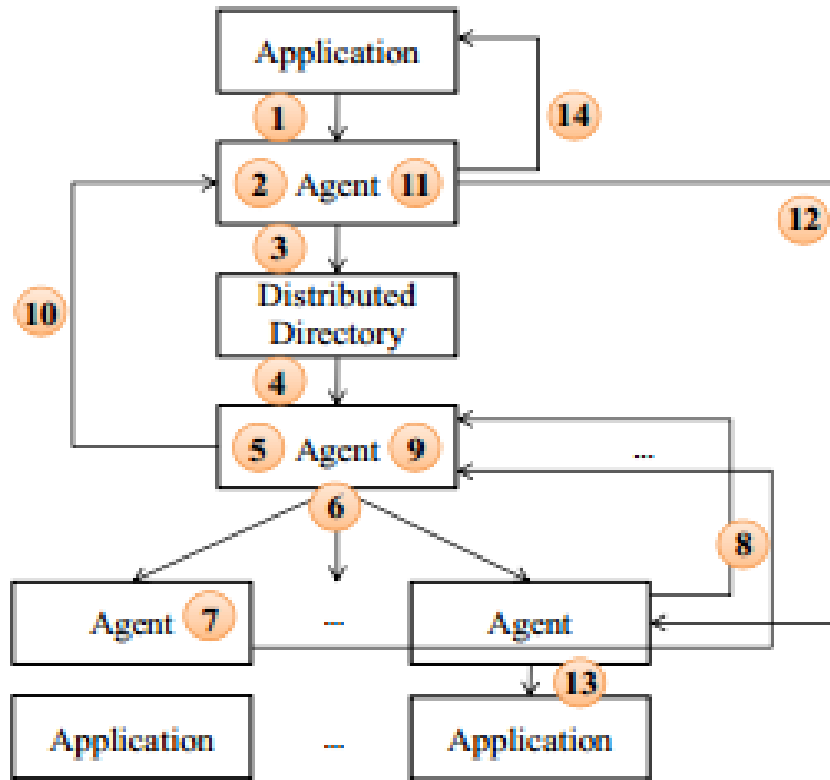 Application
1
14
2 Agent 11
12
3
Distributed
Directory
10
4
5 Agent 9
...
6
8
Agent 7
...
Agent
13
Application
...
Application